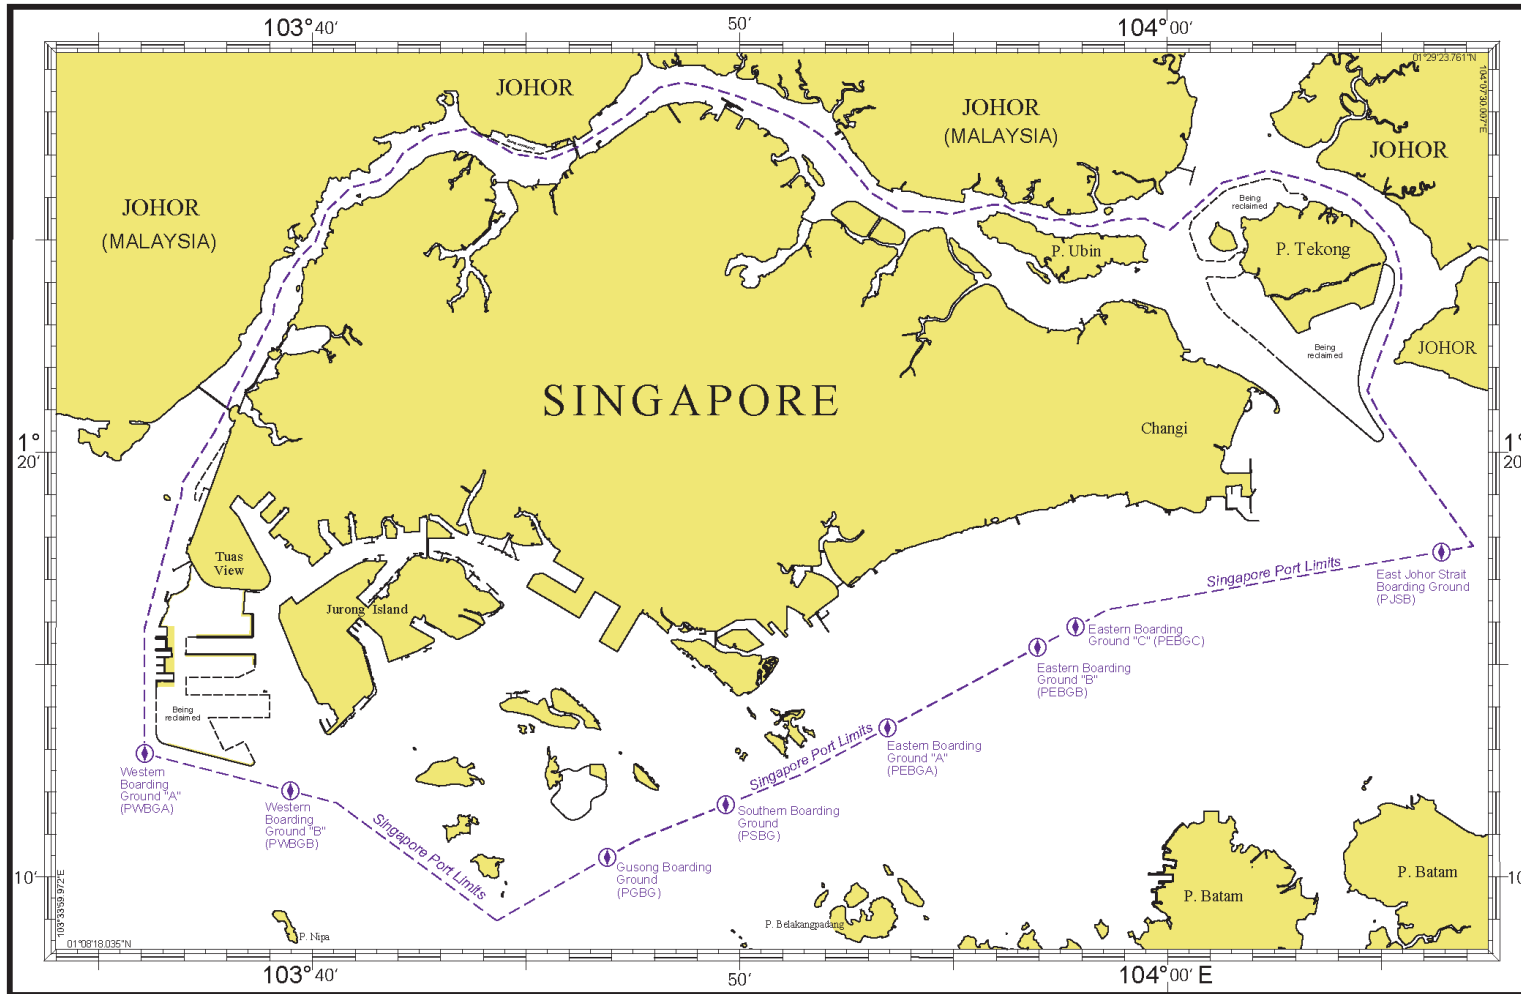 103° 40'
50'
104° 00'
01°29'23.761"N
104°07'30.007"E
JOHOR
JOHOR
(MALAYSIA)
JOHOR
Being reclaimed
JOHOR
(MALAYSIA)
Being
reclaimed
P. Ubin
P. Tekong
Being
reclaimed
JOHOR
SINGAPORE
Changi
1°
20'
1°
20'
Tuas
View
Jurong Island
Singapore Port Limits
East Johor Strait
Boarding Ground
(PJSB)
Eastern Boarding
Ground "C" (PEBGC)
Eastern Boarding
Ground "B"
(PEBGB)
Being
reclaimed
Singapore Port Limits
Eastern Boarding
Ground "A"
(PEBGA)
Western
Boarding
Ground "A"
(PWBGA)
Western
Boarding
Ground "B"
(PWBGB)
Singapore Port Limits
Southern Boarding
Ground
(PSBG)
Gusong Boarding
Ground
(PGBG)
10'
10'
P. Batam
P. Batam
P. Belakangpadang
P. Nipa
103°33'59.972"E
01°08'18.035"N
103° 40'
50'
104° 00' E